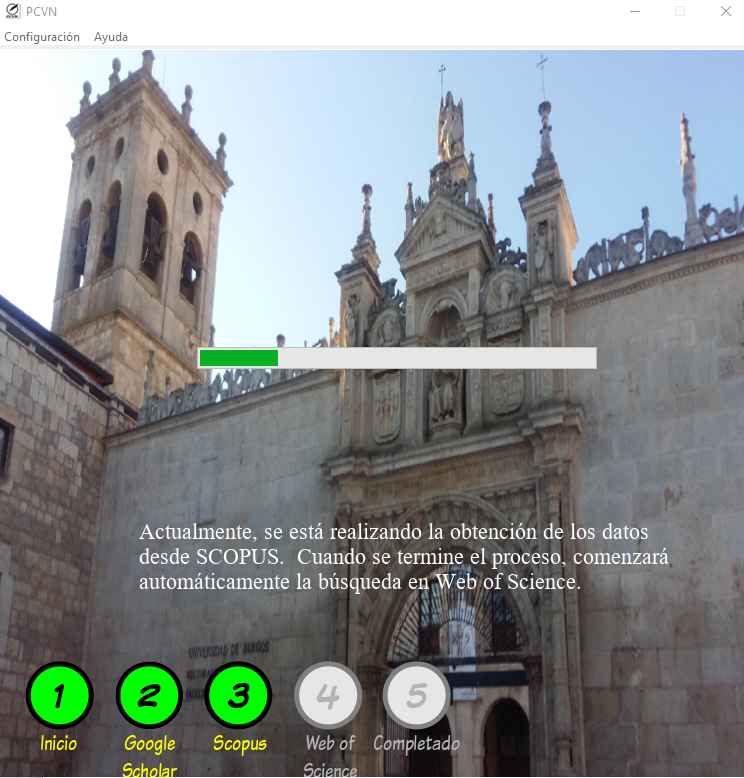 PCVN
Configuración Ayuda
Actualmente, se está realizando la obtención de los datos
desde SCOPUS. Cuando se termine el proceso, comenzará
automáticamente la búsqueda en Web of Science.
UNIVERSIDAD DE BURGOS
1 2 3 4 5
Inicio Google Scopus Web of Completado
Scholar Science